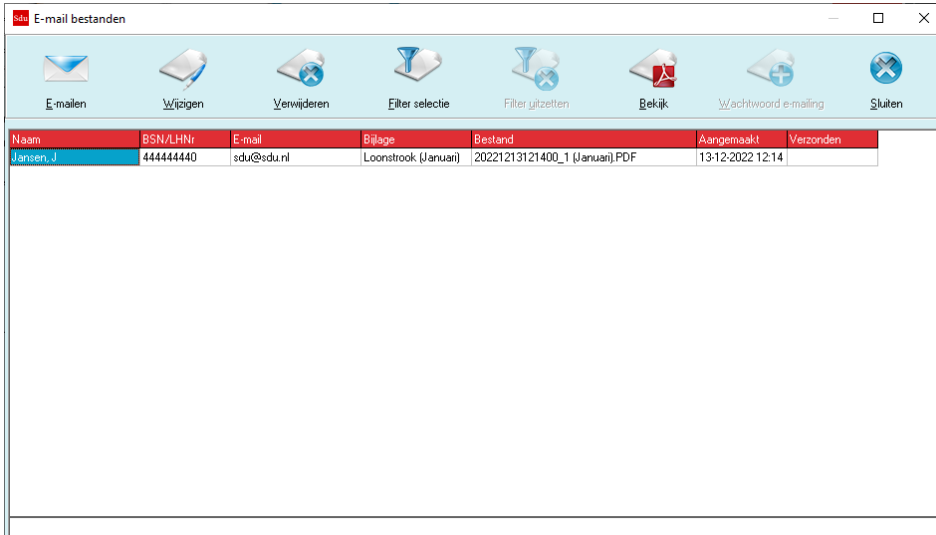 Sdu E-mail bestanden
E-mailen Wijzigen Verwijderen Filter selectie Filter uitzetten Bekijk Wachtwoord e-mailing Sluiten
Naam BSN/LHNr E-mail Bijlage Bestand Aangemaakt Verzonden
Jansen, J 444444440 sdu@sdu.nl Loonstrook (Januari) 20221213121400_1 (Januari).PDF 13-12-2022 12:14